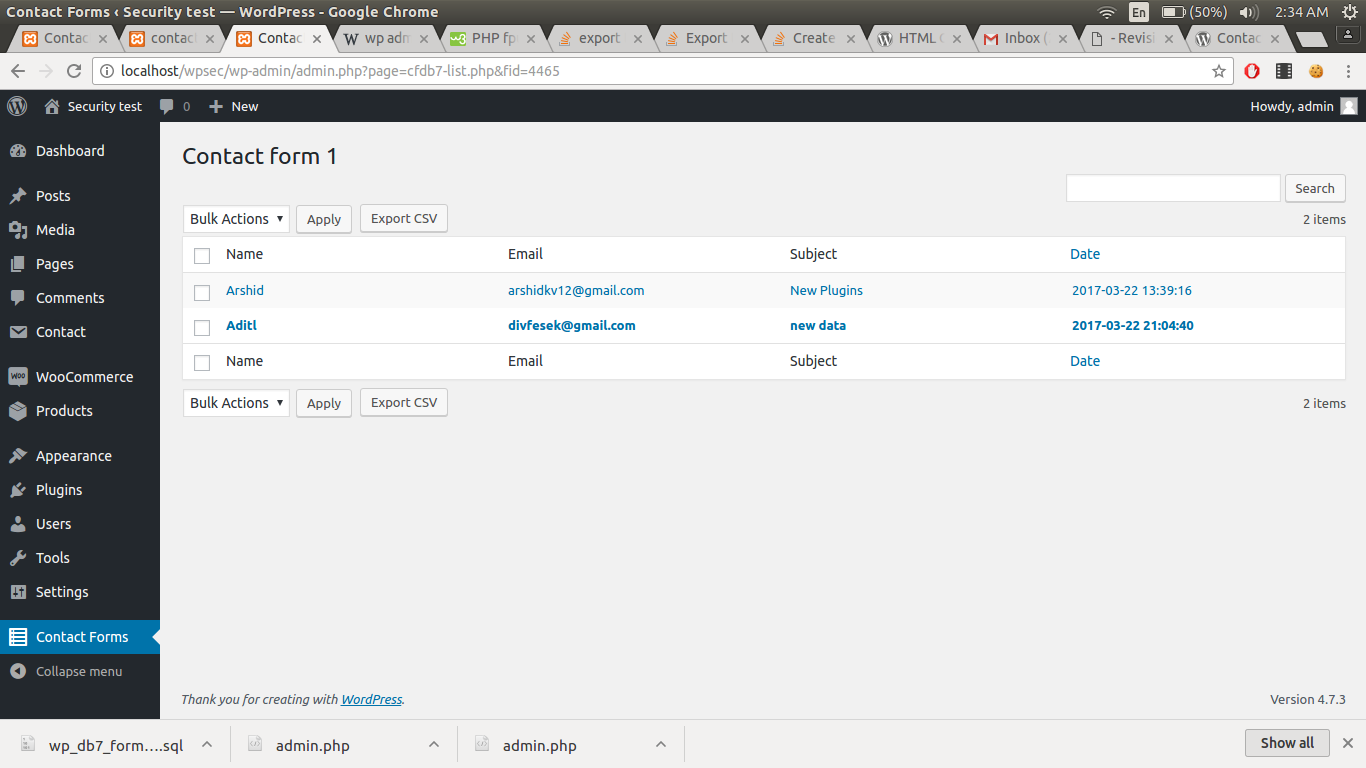 Contact Forms ‹ Security test — WordPress - Google Chrome
En (50%) 2:34 AM
Contac contac Contac wp adm PHP fp export Export Create HTML Inbox ( - Revis Contac
localhost/wpsec/wp-admin/admin.php?page=cfdb7-list.php&fid=4465
Security test 0 New Howdy, admin
Dashboard
Posts
Media
Pages
Comments
Contact
WOO WooCommerce
Products
Appearance
Plugins
Users
Tools
Settings
Contact Forms
Collapse menu
Contact form 1
Search
Bulk Actions Apply Export CSV 2 items
Name Email Subject Date
Arshid arshidkv12@gmail.com New Plugins 2017-03-22 13:39:16
Aditl divfesek@gmail.com new data 2017-03-22 21:04:40
Name Email Subject Date
Bulk Actions Apply Export CSV 2 items
Thank you for creating with WordPress. Version 4.7.3
wp_db7_form....sql admin.php admin.php Show all